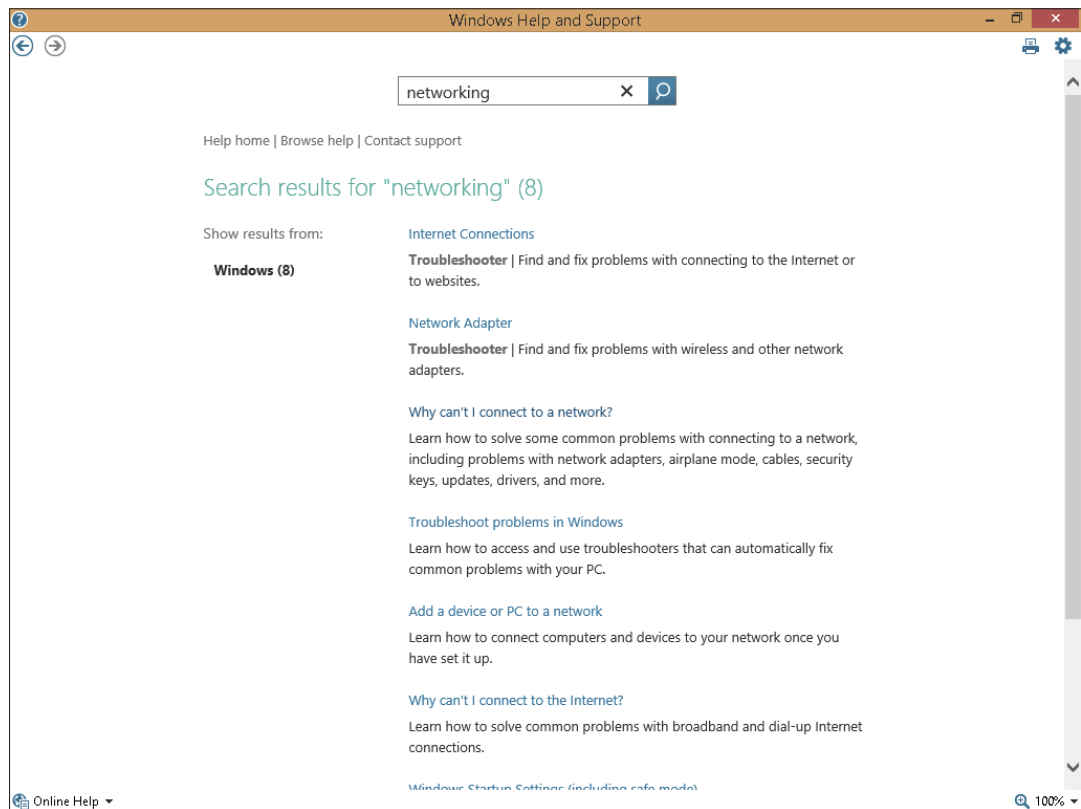 Windows Help and Support
networking
Help home | Browse help | Contact support
Search results for "networking" (8)
Show results from:
Windows (8)
Internet Connections
Troubleshooter | Find and fix problems with connecting to the Internet or
to websites.
Network Adapter
Troubleshooter | Find and fix problems with wireless and other network
adapters.
Why can't I connect to a network?
Learn how to solve some common problems with connecting to a network,
including problems with network adapters, airplane mode, cables, security
keys, updates, drivers, and more.
Troubleshoot problems in Windows
Learn how to access and use troubleshooters that can automatically fix
common problems with your PC.
Add a device or PC to a network
Learn how to connect computers and devices to your network once you
have set it up.
Why can't I connect to the Internet?
Learn how to solve common problems with broadband and dial-up Internet
connections.
Windows Startup Settings (including safe mode)
Online Help
100%